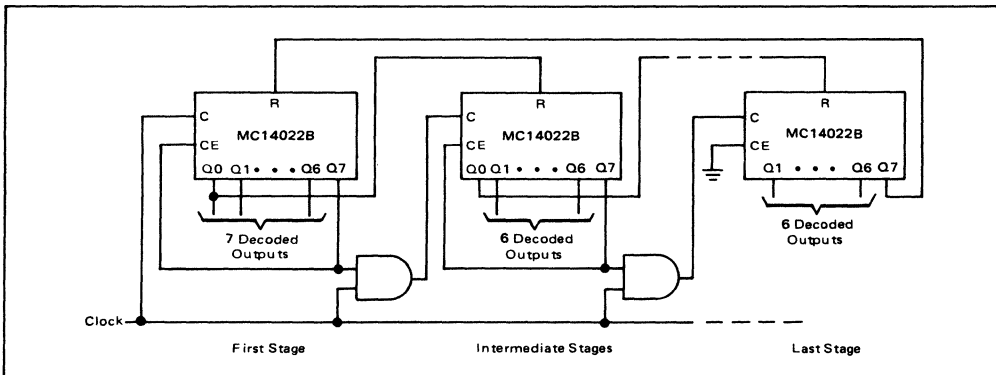 R R R
C C C
MC14022B MC14022B MC14022B
CE CE CE
Q0 Q1 • • • Q6 Q7 Q0 Q1 • • • Q6 Q7 Q1 • • • Q6 Q7
7 Decoded Outputs
6 Decoded Outputs
6 Decoded Outputs
Clock
First Stage Intermediate Stages Last Stage